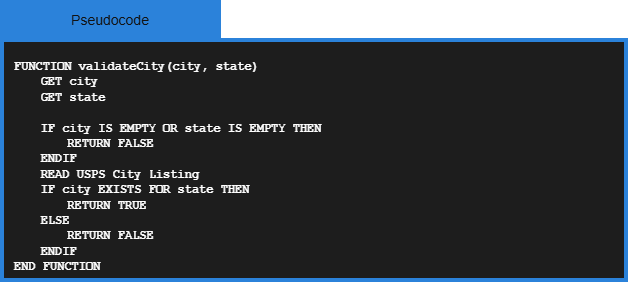 Pseudocode
FUNCTION validateCity(city, state)
GET city
GET state
IF city IS EMPTY OR state IS EMPTY THEN
RETURN FALSE
ENDIF
READ USPS City Listing
IF city EXISTS FOR state THEN
RETURN TRUE
ELSE
RETURN FALSE
ENDIF
END FUNCTION